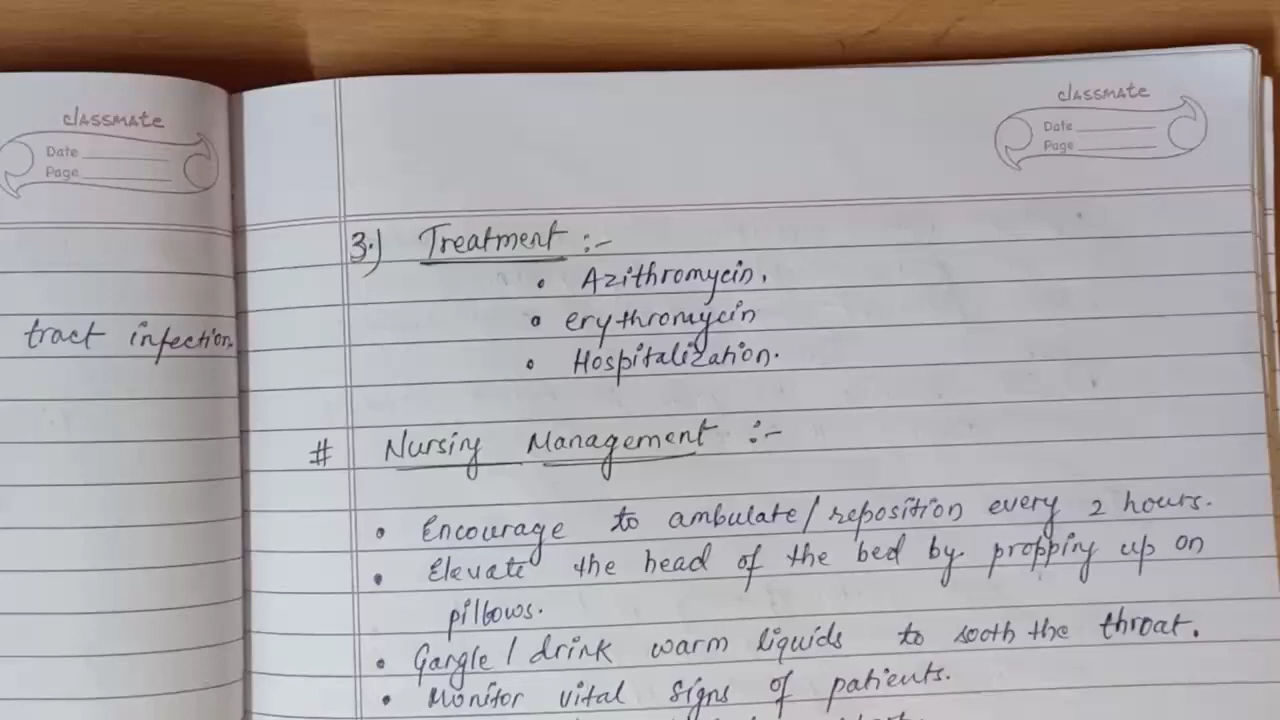 classmate
Date
Page
tract infection.
classmate
Date
Page
3.) Treatment :-
• Azithromycin.
• erythromycin
• Hospitalization.
# Nursing Management :-
• Encourage to ambulate/reposition every 2 hours.
• Elevate the head of the bed by propping up on
pillows.
• Gargle / drink warm liquids to sooth the throat.
• Monitor vital signs of patients.